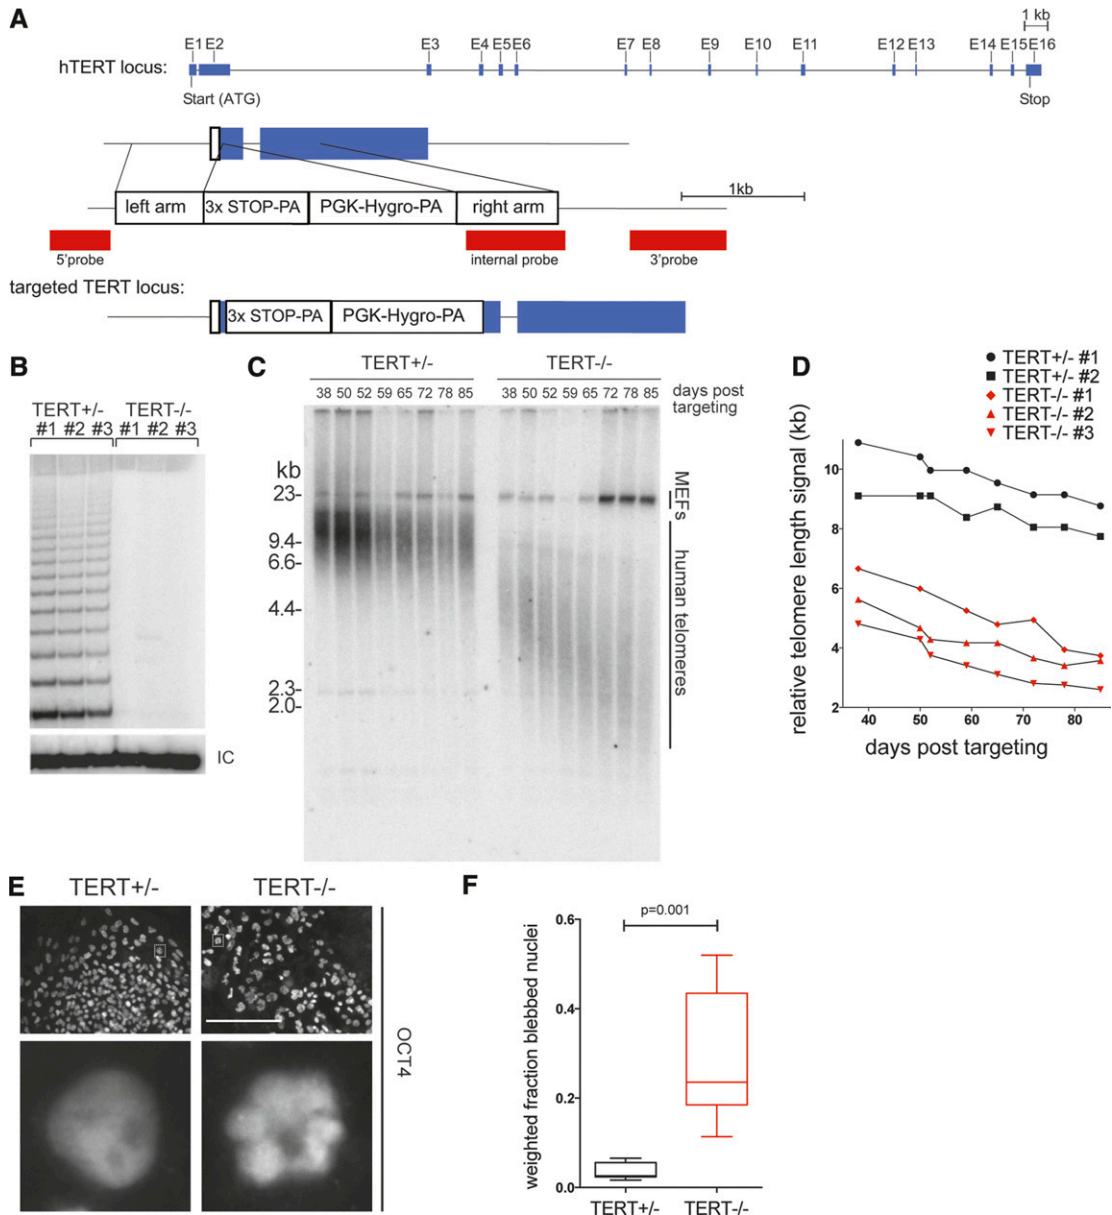 A
1 kb
E1 E2 E3 E4 E5 E6 E7 E8 E9 E10 E11 E12 E13 E14 E15 E16
hTERT locus:
Start (ATG)
Stop
left arm
3x STOP-PA
PGK-Hygro-PA
right arm
1kb
5'probe
internal probe
3'probe
targeted TERT locus:
3x STOP-PA
PGK-Hygro-PA
B
TERT+/- TERT-/-
#1 #2 #3 #1 #2 #3
IC
C
TERT+/- TERT-/-
38 50 52 59 65 72 78 85 38 50 52 59 65 72 78 85
days post
targeting
kb
23-
9.4-
6.6-
4.4-
2.3-
2.0-
MEFs
human telomeres
D
TERT+/- #1
TERT+/- #2
TERT-/- #1
TERT-/- #2
TERT-/- #3
relative telomere length signal (kb)
10
8
6
4
2
40 50 60 70 80
days post targeting
E
TERT+/- TERT-/-
OCT4
F
p=0.001
weighted fraction blebbed nuclei
0.6
0.4
0.2
0.0
TERT+/- TERT-/-